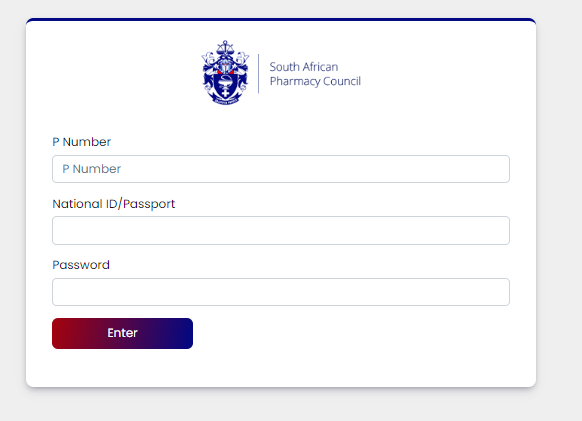 South African
Pharmacy Council
P Number
P Number
National ID/Passport
Password
Enter